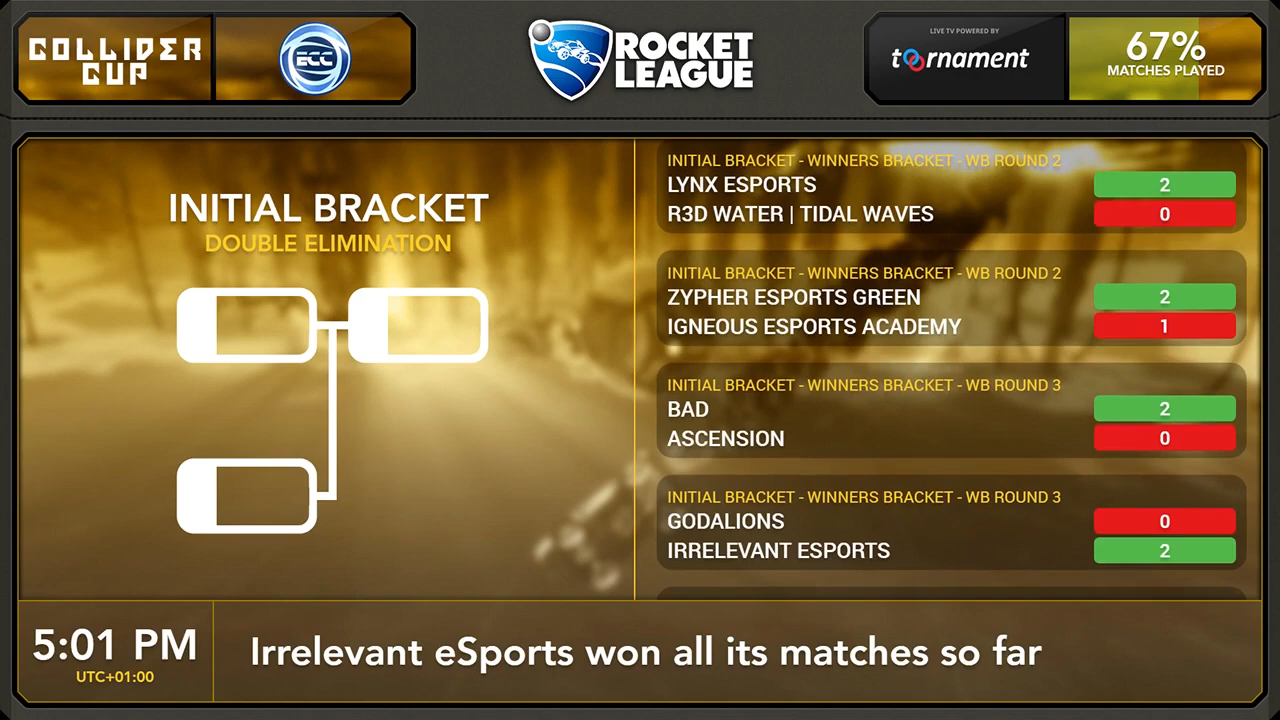 COLLIDER
CUP
ECC
ROCKET
LEAGUE
LIVE TV POWERED BY
toornament
67%
MATCHES PLAYED
INITIAL BRACKET
DOUBLE ELIMINATION
INITIAL BRACKET - WINNERS BRACKET - WB ROUND 2
LYNX ESPORTS 2
R3D WATER | TIDAL WAVES 0
INITIAL BRACKET - WINNERS BRACKET - WB ROUND 2
ZYPHER ESPORTS GREEN 2
IGNEOUS ESPORTS ACADEMY 1
INITIAL BRACKET - WINNERS BRACKET - WB ROUND 3
BAD 2
ASCENSION 0
INITIAL BRACKET - WINNERS BRACKET - WB ROUND 3
GODALIONS 0
IRRELEVANT ESPORTS 2
5:01 PM
UTC+01:00
Irrelevant eSports won all its matches so far